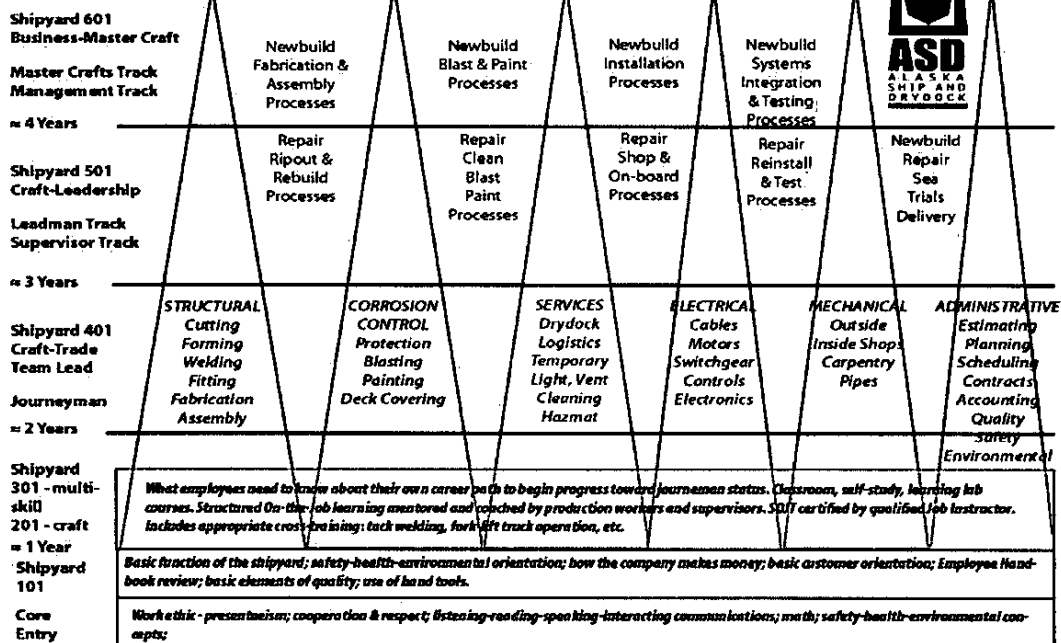 Shipyard 601
Business-Master Craft
Master Crafts Track
Management Track
≈ 4 Years
Newbuild
Fabrication &
Assembly
Processes
Newbuild
Blast & Paint
Processes
Newbuild
Installation
Processes
Newbuild
Systems
Integration
& Testing
Processes
ASD
ALASKA
SHIP AND
DRYDOCK
Shipyard 501
Craft-Leadership
Leadman Track
Supervisor Track
≈ 3 Years
Repair
Ripout &
Rebuild
Processes
Repair
Clean
Blast
Paint
Processes
Repair
Shop &
On-board
Processes
Repair
Reinstall
& Test
Processes
Newbuild
Repair
Sea
Trials
Delivery
Shipyard 401
Craft-Trade
Team Lead
Journeyman
≈ 2 Years
STRUCTURAL
Cutting
Forming
Welding
Fitting
Fabrication
Assembly
CORROSION
CONTROL
Protection
Blasting
Painting
Deck Covering
SERVICES
Drydock
Logistics
Temporary
Light, Vent
Cleaning
Hazmat
ELECTRICAL
Cables
Motors
Switchgear
Controls
Electronics
MECHANICAL
Outside
Inside Shops
Carpentry
Pipes
ADMINISTRATIVE
Estimating
Planning
Scheduling
Contracts
Accounting
Quality
Safety
Environmental
Shipyard
301 - multi-
skill
201 - craft
≈ 1 Year
What employees need to know about their own career path to begin progress toward journeman status. Classroom, self-study, learning lab
courses. Structured On-the-Job learning mentored and coached by production workers and supervisors. SOJT certified by qualified Job Instructor.
Includes appropriate cross-training: tack welding, fork-lift truck operation, etc.
Shipyard
101
Basic function of the shipyard; safety-health-environmental orientation; how the company makes money; basic customer orientation; Employee Hand-
book review; basic elements of quality; use of hand tools.
Core
Entry
Work ethic - presenteeism; cooperation & respect; listening-reading-speaking-interacting communications; math; safety-health-environmental con-
cepts;